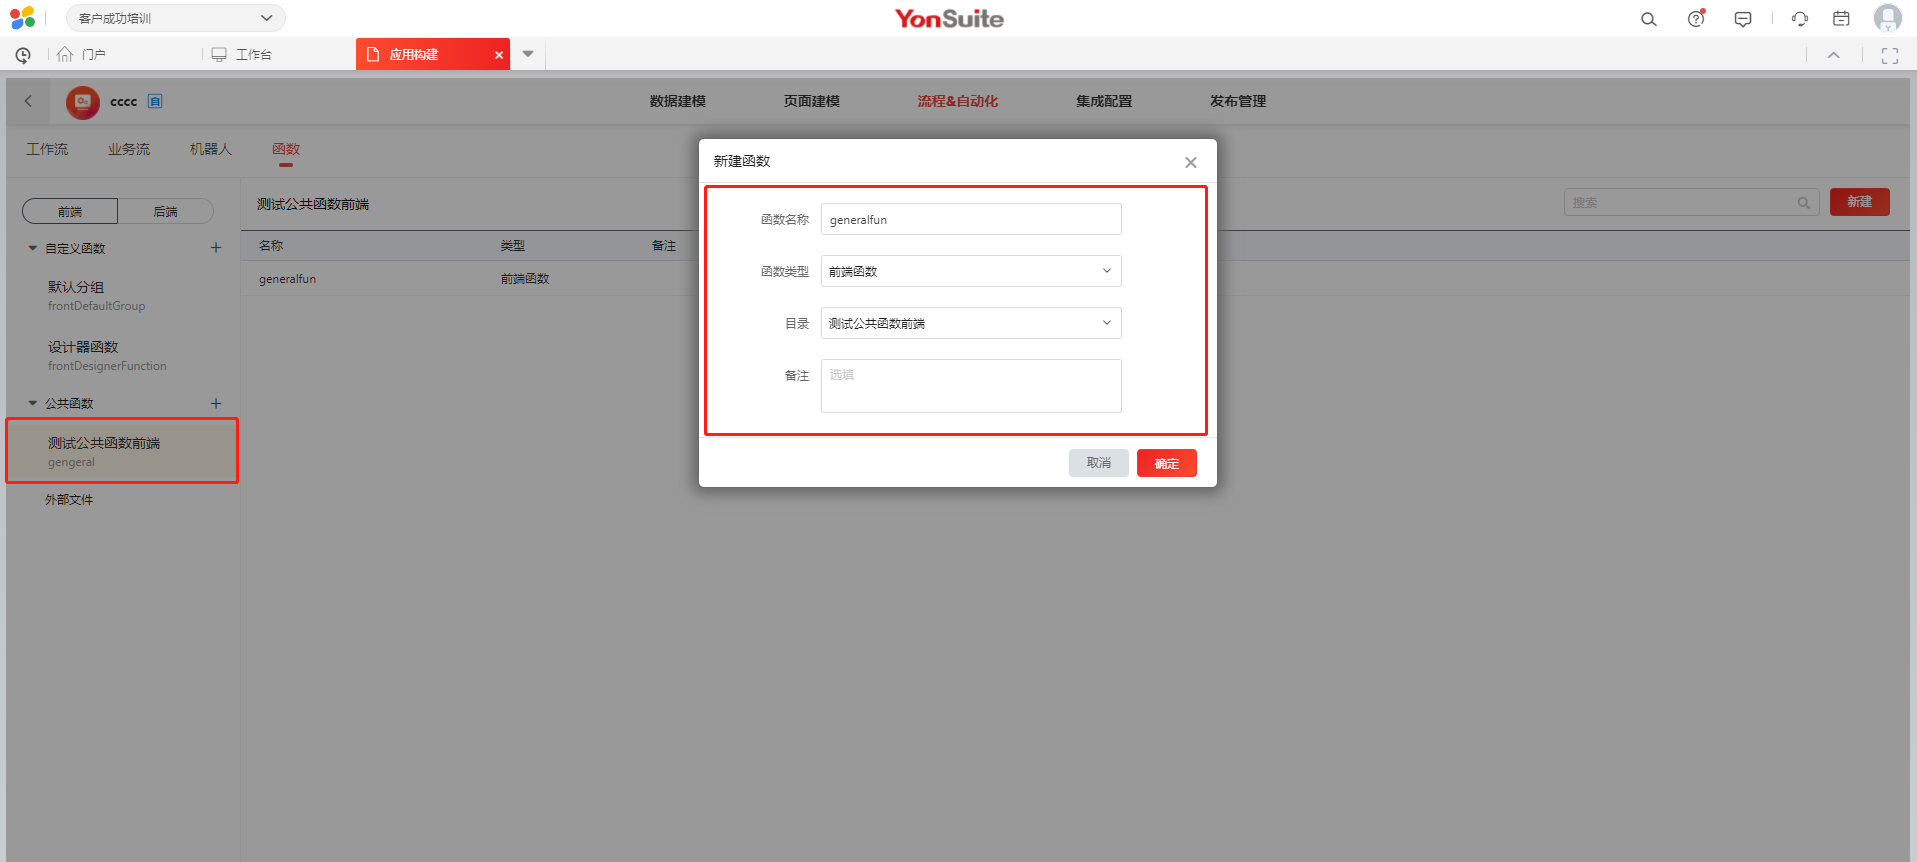 客户成功培训
YonSuite
门户
工作台
应用构建
cccc 自
数据建模
页面建模
流程&自动化
集成配置
发布管理
工作流
业务流
机器人
函数
前端
后端
自定义函数
默认分组
frontDefaultGroup
设计器函数
frontDesignerFunction
公共函数
测试公共函数前端
gengeral
外部文件
测试公共函数前端
搜索
新建
名称 类型 备注
generalfun 前端函数
新建函数
函数名称 generalfun
函数类型 前端函数
目录 测试公共函数前端
备注 选填
取消 确定